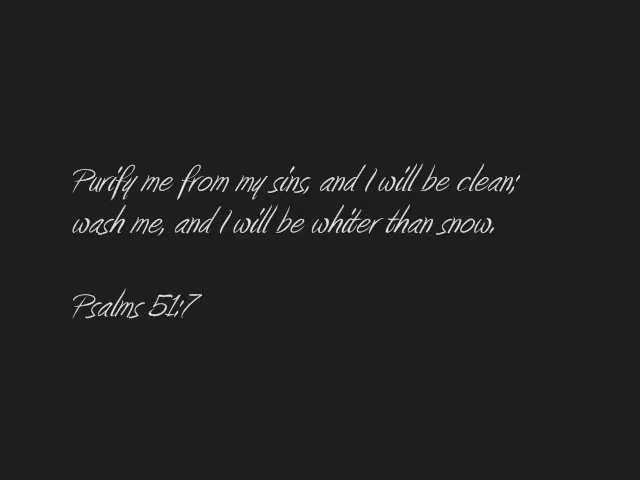 Purify me from my sins, and I will be clean;
wash me, and I will be whiter than snow.
Psalms 51:7